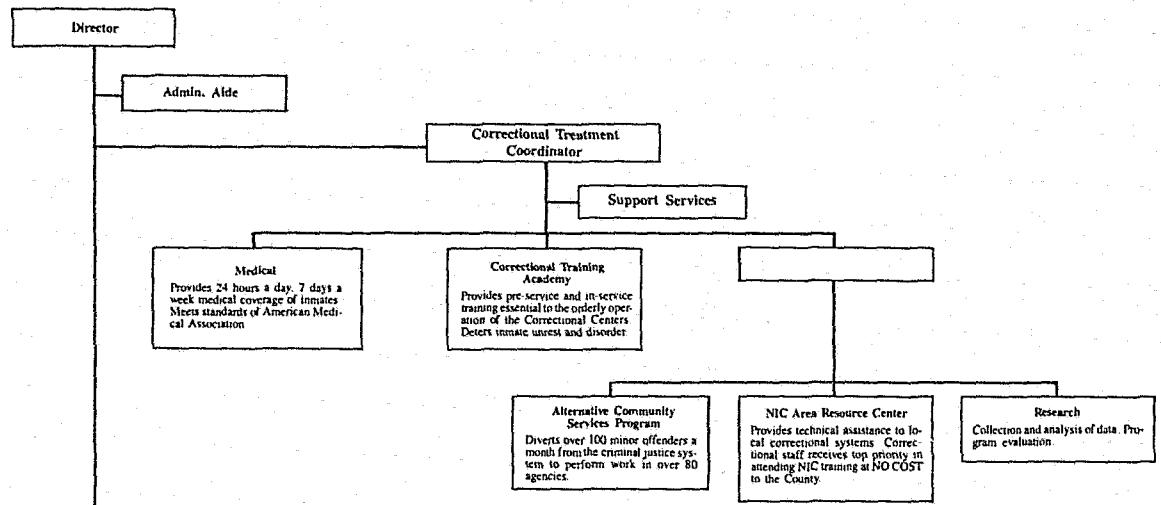 Director
Admin. Aide
Correctional Treatment
Coordinator
Support Services
Medical
Provides 24 hours a day, 7 days a
week medical coverage of inmates
Meets standards of American Medi-
cal Association
Correctional Training
Academy
Provides pre-service and in-service
training essential to the orderly oper-
ation of the Correctional Centers.
Deters inmate unrest and disorder.
Alternative Community
Services Program
Diverts over 100 minor offenders a
month from the criminal justice sys-
tem to perform work in over 80
agencies.
NIC Area Resource Center
Provides technical assistance to lo-
cal correctional systems. Correc-
tional staff receives top priority in
attending NIC training at NO COST
to the County.
Research
Collection and analysis of data. Pro-
gram evaluation.